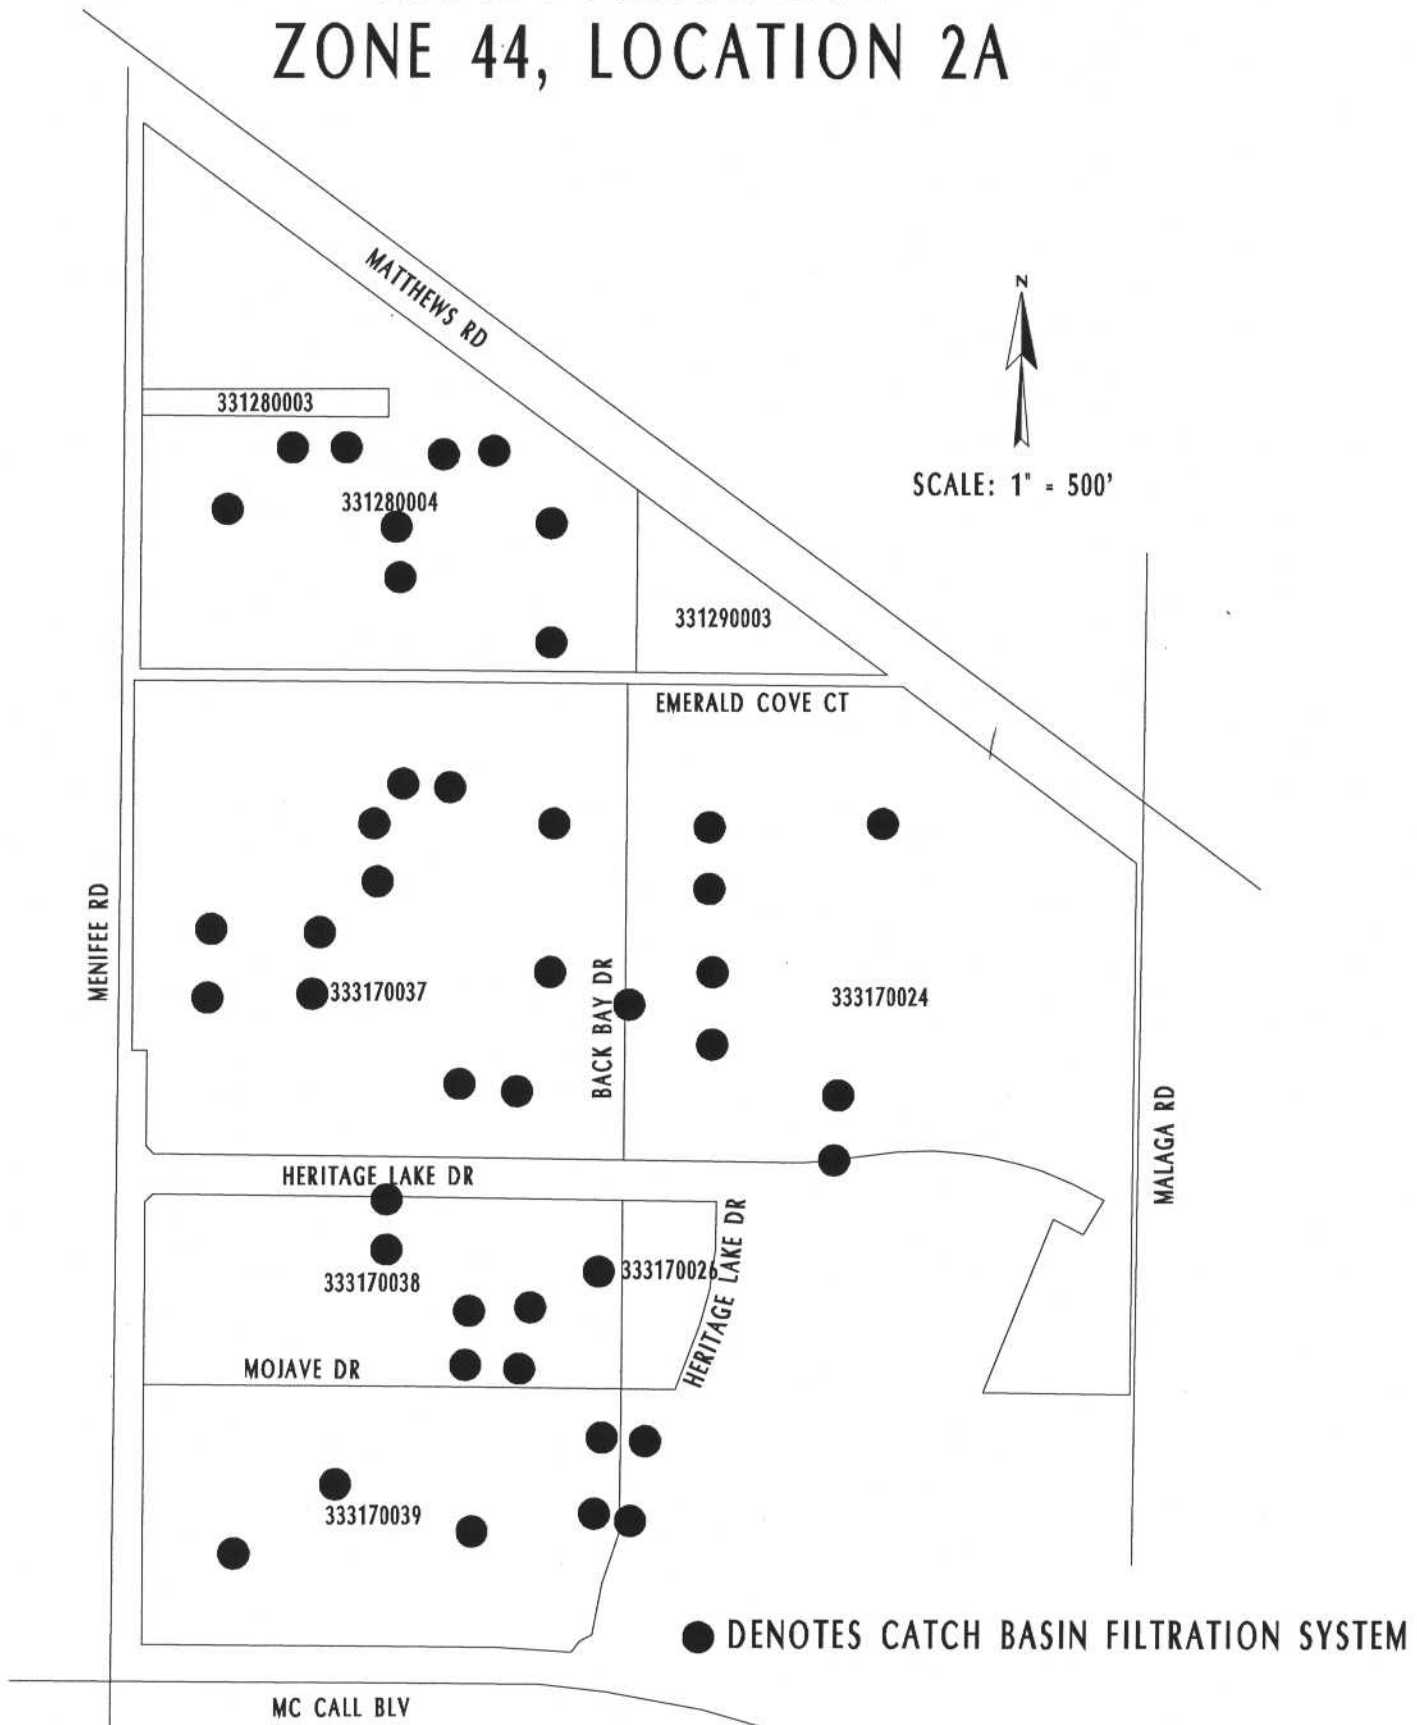 ZONE 44, LOCATION 2A
MATTHEWS RD
N
331280003
SCALE: 1" = 500'
331280004
331290003
EMERALD COVE CT
MENIFEE RD
333170037
BACK BAY DR
333170024
MALAGA RD
HERITAGE LAKE DR
HERITAGE LAKE DR
333170038
333170026
MOJAVE DR
333170039
DENOTES CATCH BASIN FILTRATION SYSTEM
MC CALL BLV